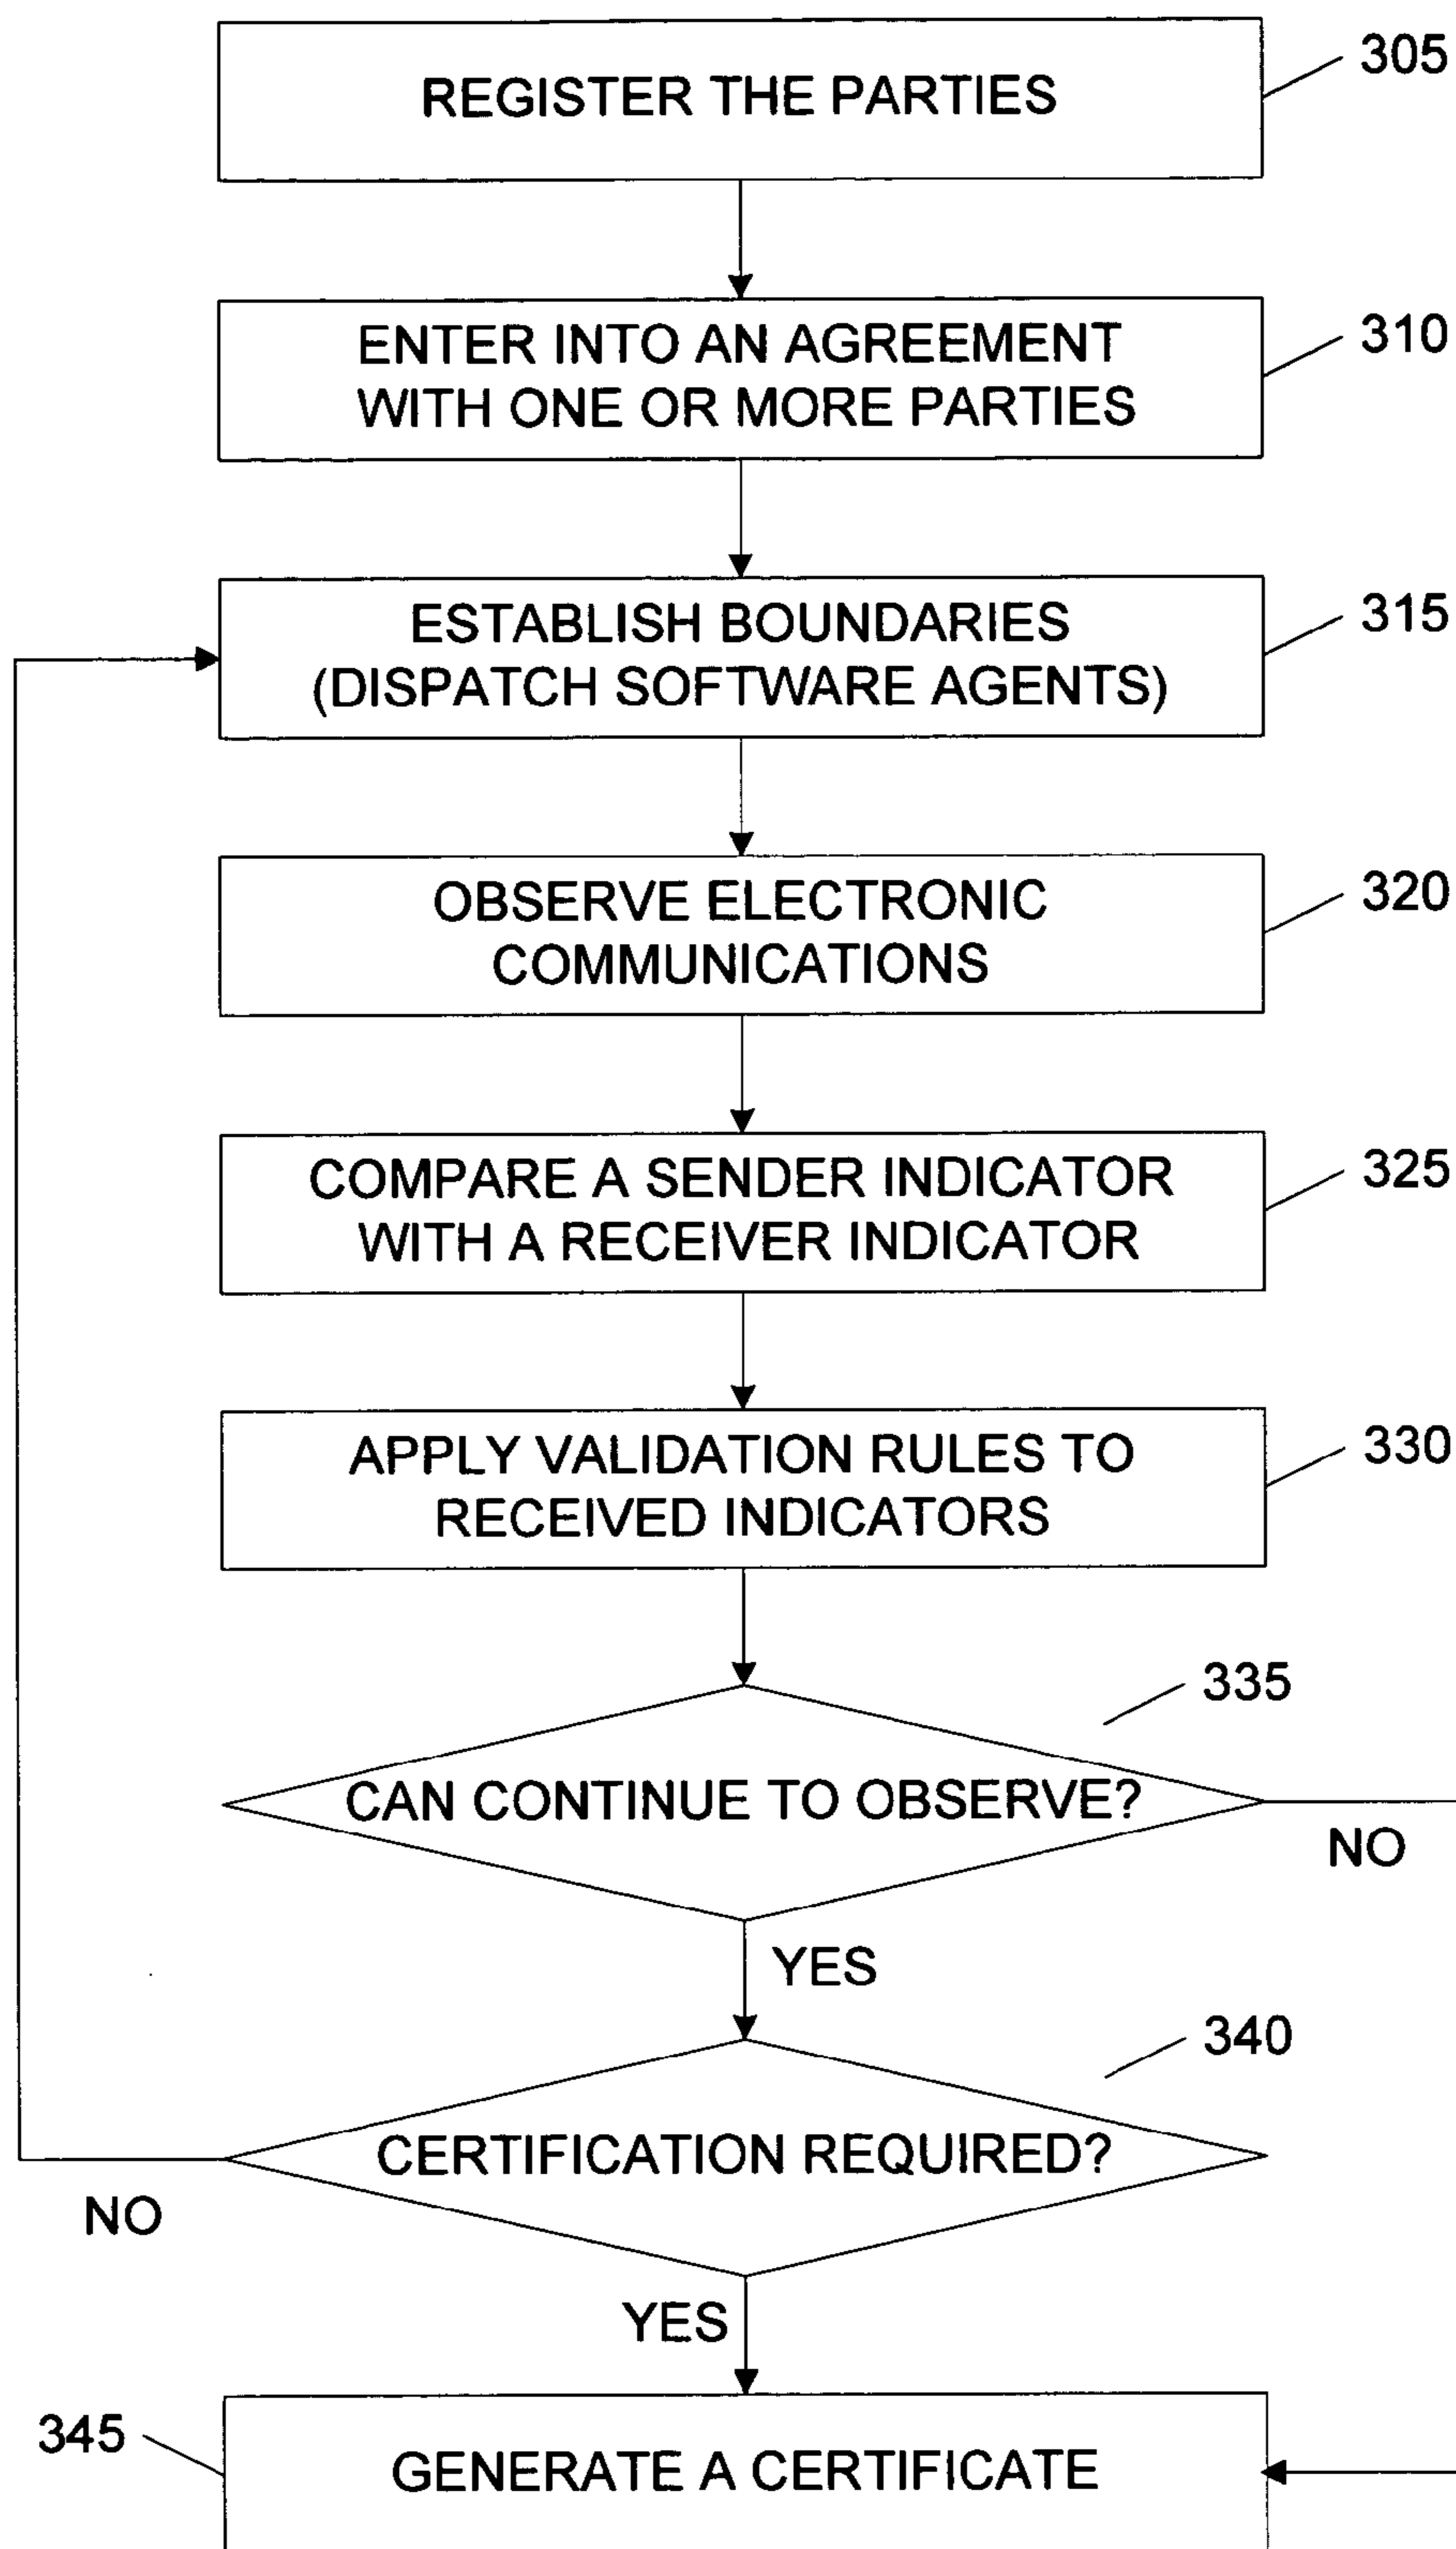 REGISTER THE PARTIES
305
ENTER INTO AN AGREEMENT
WITH ONE OR MORE PARTIES
310
ESTABLISH BOUNDARIES
(DISPATCH SOFTWARE AGENTS)
315
OBSERVE ELECTRONIC
COMMUNICATIONS
320
COMPARE A SENDER INDICATOR
WITH A RECEIVER INDICATOR
325
APPLY VALIDATION RULES TO
RECEIVED INDICATORS
330
335
CAN CONTINUE TO OBSERVE?
NO
YES
340
CERTIFICATION REQUIRED?
NO
YES
345
GENERATE A CERTIFICATE